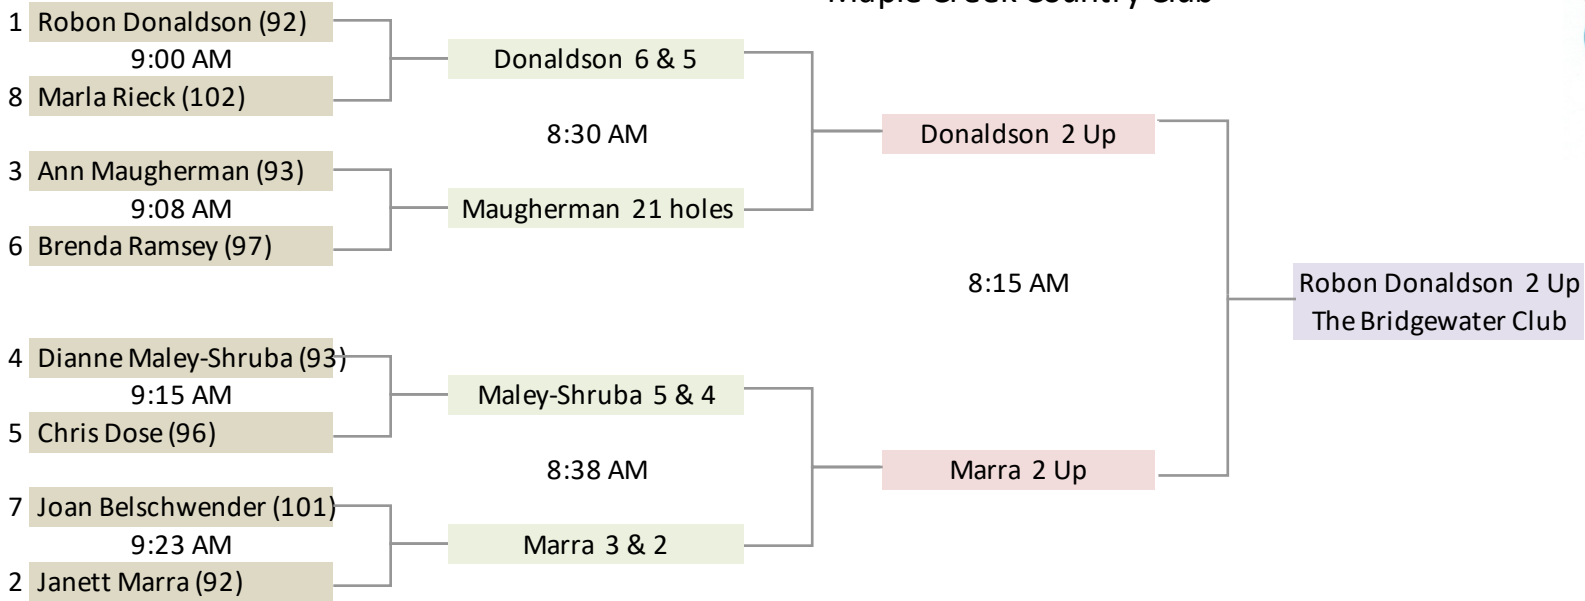 Maple Creek Country Club
1 Robon Donaldson (92)
9:00 AM
8 Marla Rieck (102)
Donaldson 6 & 5
8:30 AM
3 Ann Maugherman (93)
9:08 AM
6 Brenda Ramsey (97)
Maugherman 21 holes
Donaldson 2 Up
8:15 AM
4 Dianne Maley-Shruba (93)
9:15 AM
5 Chris Dose (96)
Maley-Shruba 5 & 4
8:38 AM
7 Joan Belschwender (101)
9:23 AM
2 Janett Marra (92)
Marra 3 & 2
Marra 2 Up
Robon Donaldson 2 Up
The Bridgewater Club